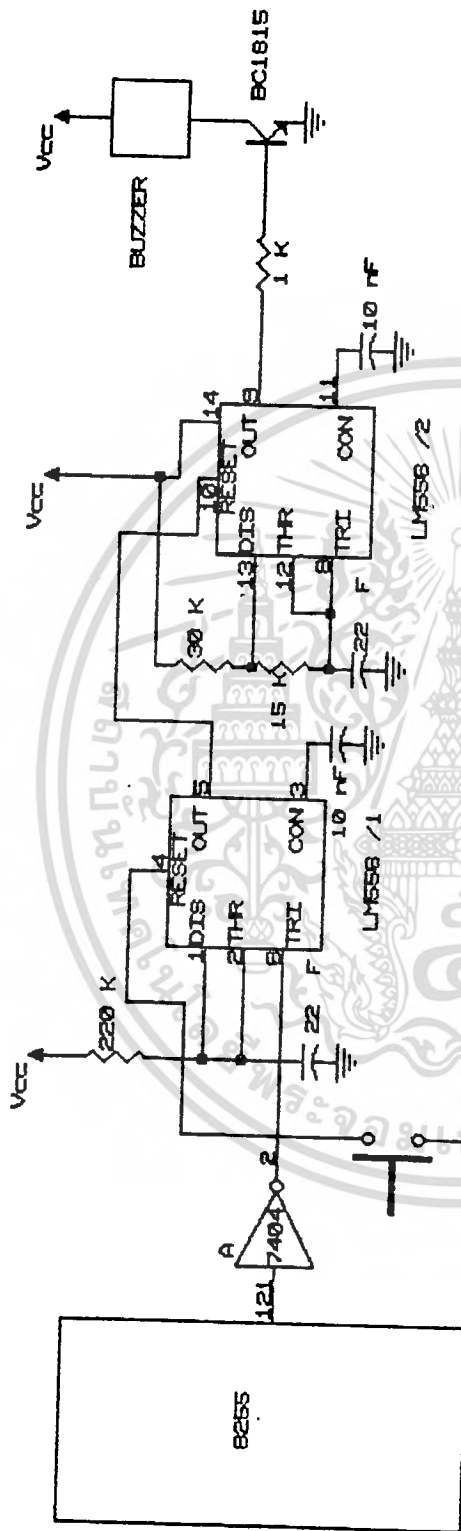 8255
121
A
7404
2
Vcc
220 K
22
F
1
2
6
4
5
3
DIS
THR
TRI
RESET
OUT
CON
10 nF
LM556 /1
Vcc
30 K
15 K
22
F
13
12
8
10
14
9
11
DIS
THR
TRI
RESET
OUT
CON
10 nF
LM556 /2
1 K
Vcc
BUZZER
BC1815